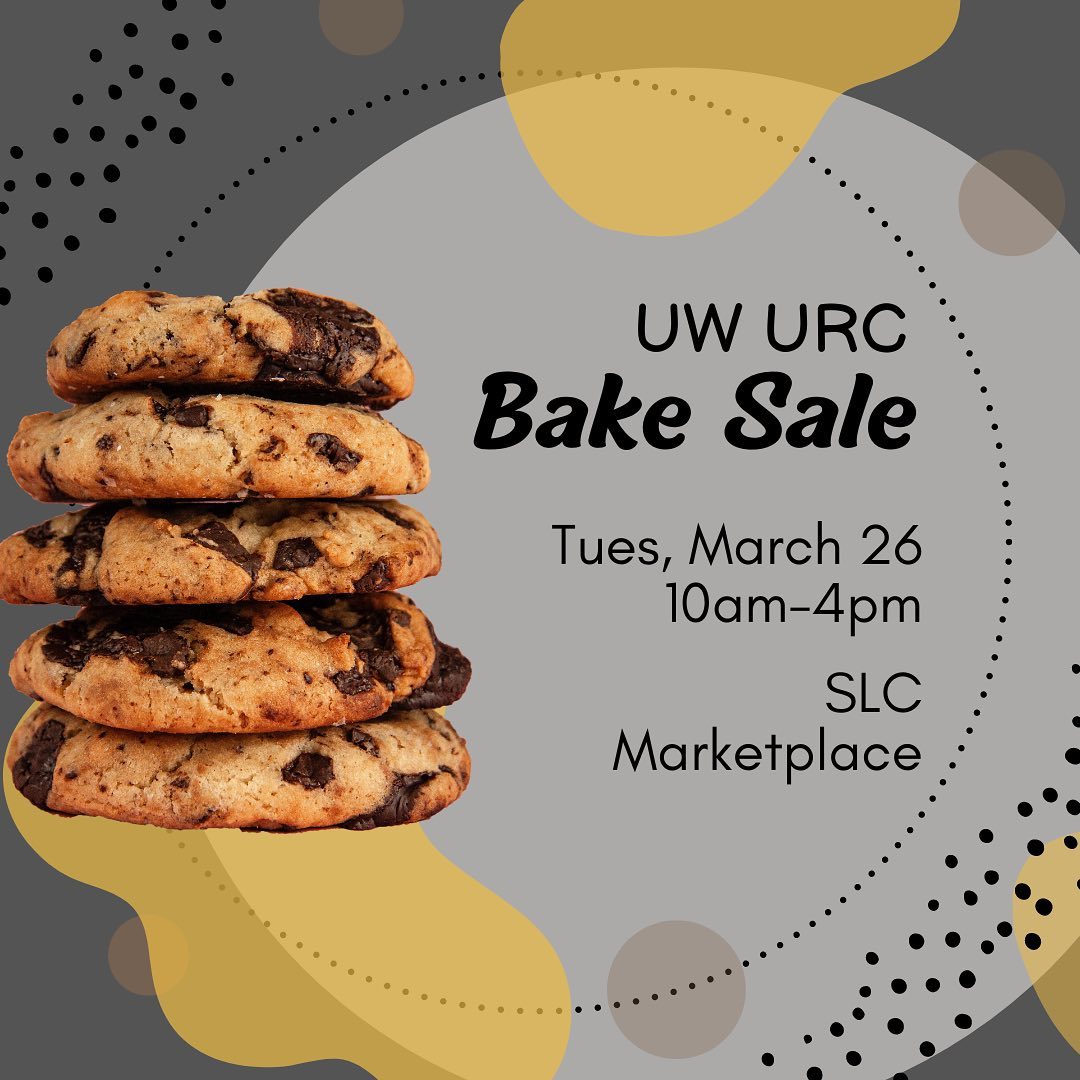 UW URC
Bake Sale
Tues, March 26
10am-4pm
SLC
Marketplace